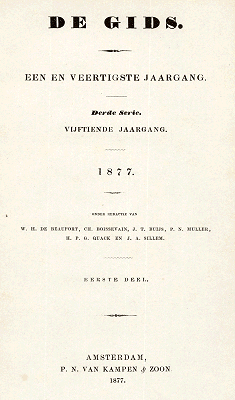 DE GIDS.
EEN EN VEERTIGSTE JAARGANG.
Derde Serie.
VIJFTIENDE JAARGANG.
1877.
ONDER REDACTIE VAN
W. H. DE BEAUFORT, CH. BOISSEVAIN, J. T. BUIJS, P. N. MULLER,
H. P. G. QUACK EN J. A. SILLEM.
EERSTE DEEL.
AMSTERDAM,
P. N. VAN KAMPEN & ZOON.
1877.